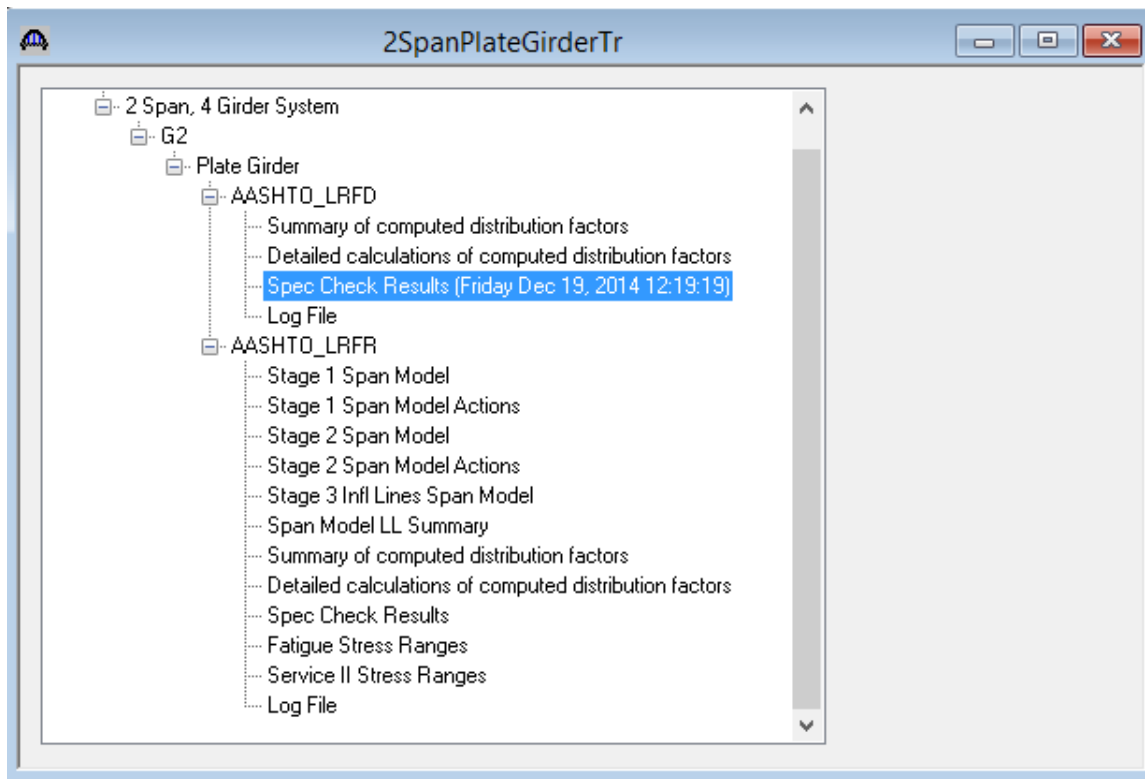 2SpanPlateGirderTr
2 Span, 4 Girder System
G2
Plate Girder
AASHTO_LRFD
Summary of computed distribution factors
Detailed calculations of computed distribution factors
Spec Check Results (Friday Dec 19, 2014 12:19:19)
Log File
AASHTO_LRFR
Stage 1 Span Model
Stage 1 Span Model Actions
Stage 2 Span Model
Stage 2 Span Model Actions
Stage 3 Infl Lines Span Model
Span Model LL Summary
Summary of computed distribution factors
Detailed calculations of computed distribution factors
Spec Check Results
Fatigue Stress Ranges
Service II Stress Ranges
Log File